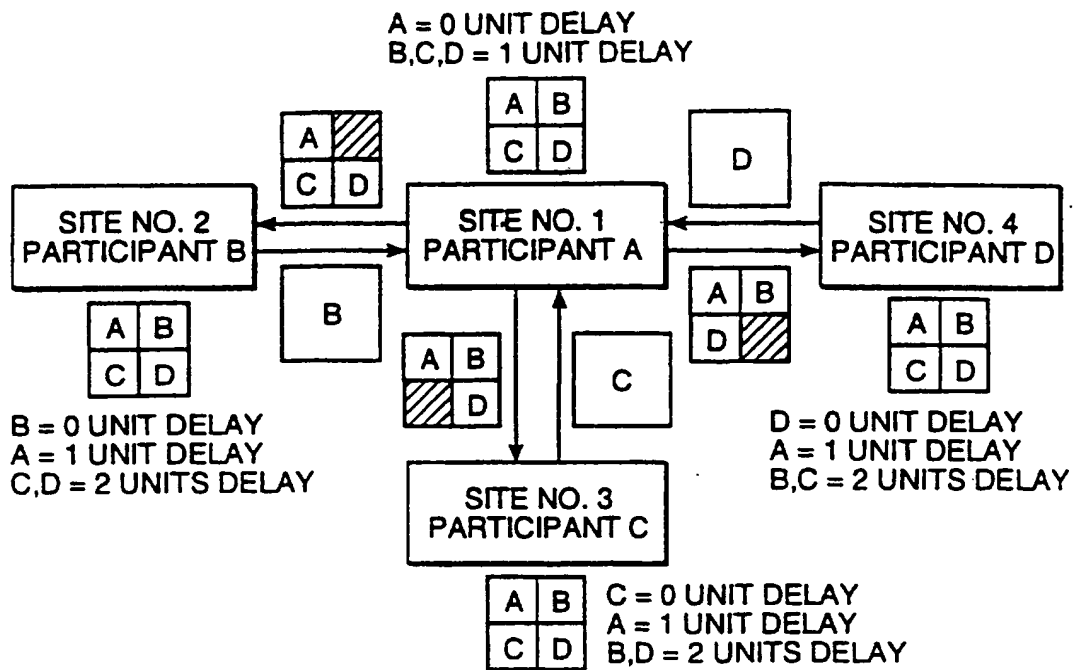 A = 0 UNIT DELAY
B,C,D = 1 UNIT DELAY
A B
C D
A
C D
D
SITE NO. 2
PARTICIPANT B
SITE NO. 1
PARTICIPANT A
SITE NO. 4
PARTICIPANT D
B
A B
D
A B
C D
A B
D
C
A B
C D
B = 0 UNIT DELAY
A = 1 UNIT DELAY
C,D = 2 UNITS DELAY
D = 0 UNIT DELAY
A = 1 UNIT DELAY
B,C = 2 UNITS DELAY
SITE NO. 3
PARTICIPANT C
A B
C D
C = 0 UNIT DELAY
A = 1 UNIT DELAY
B,D = 2 UNITS DELAY